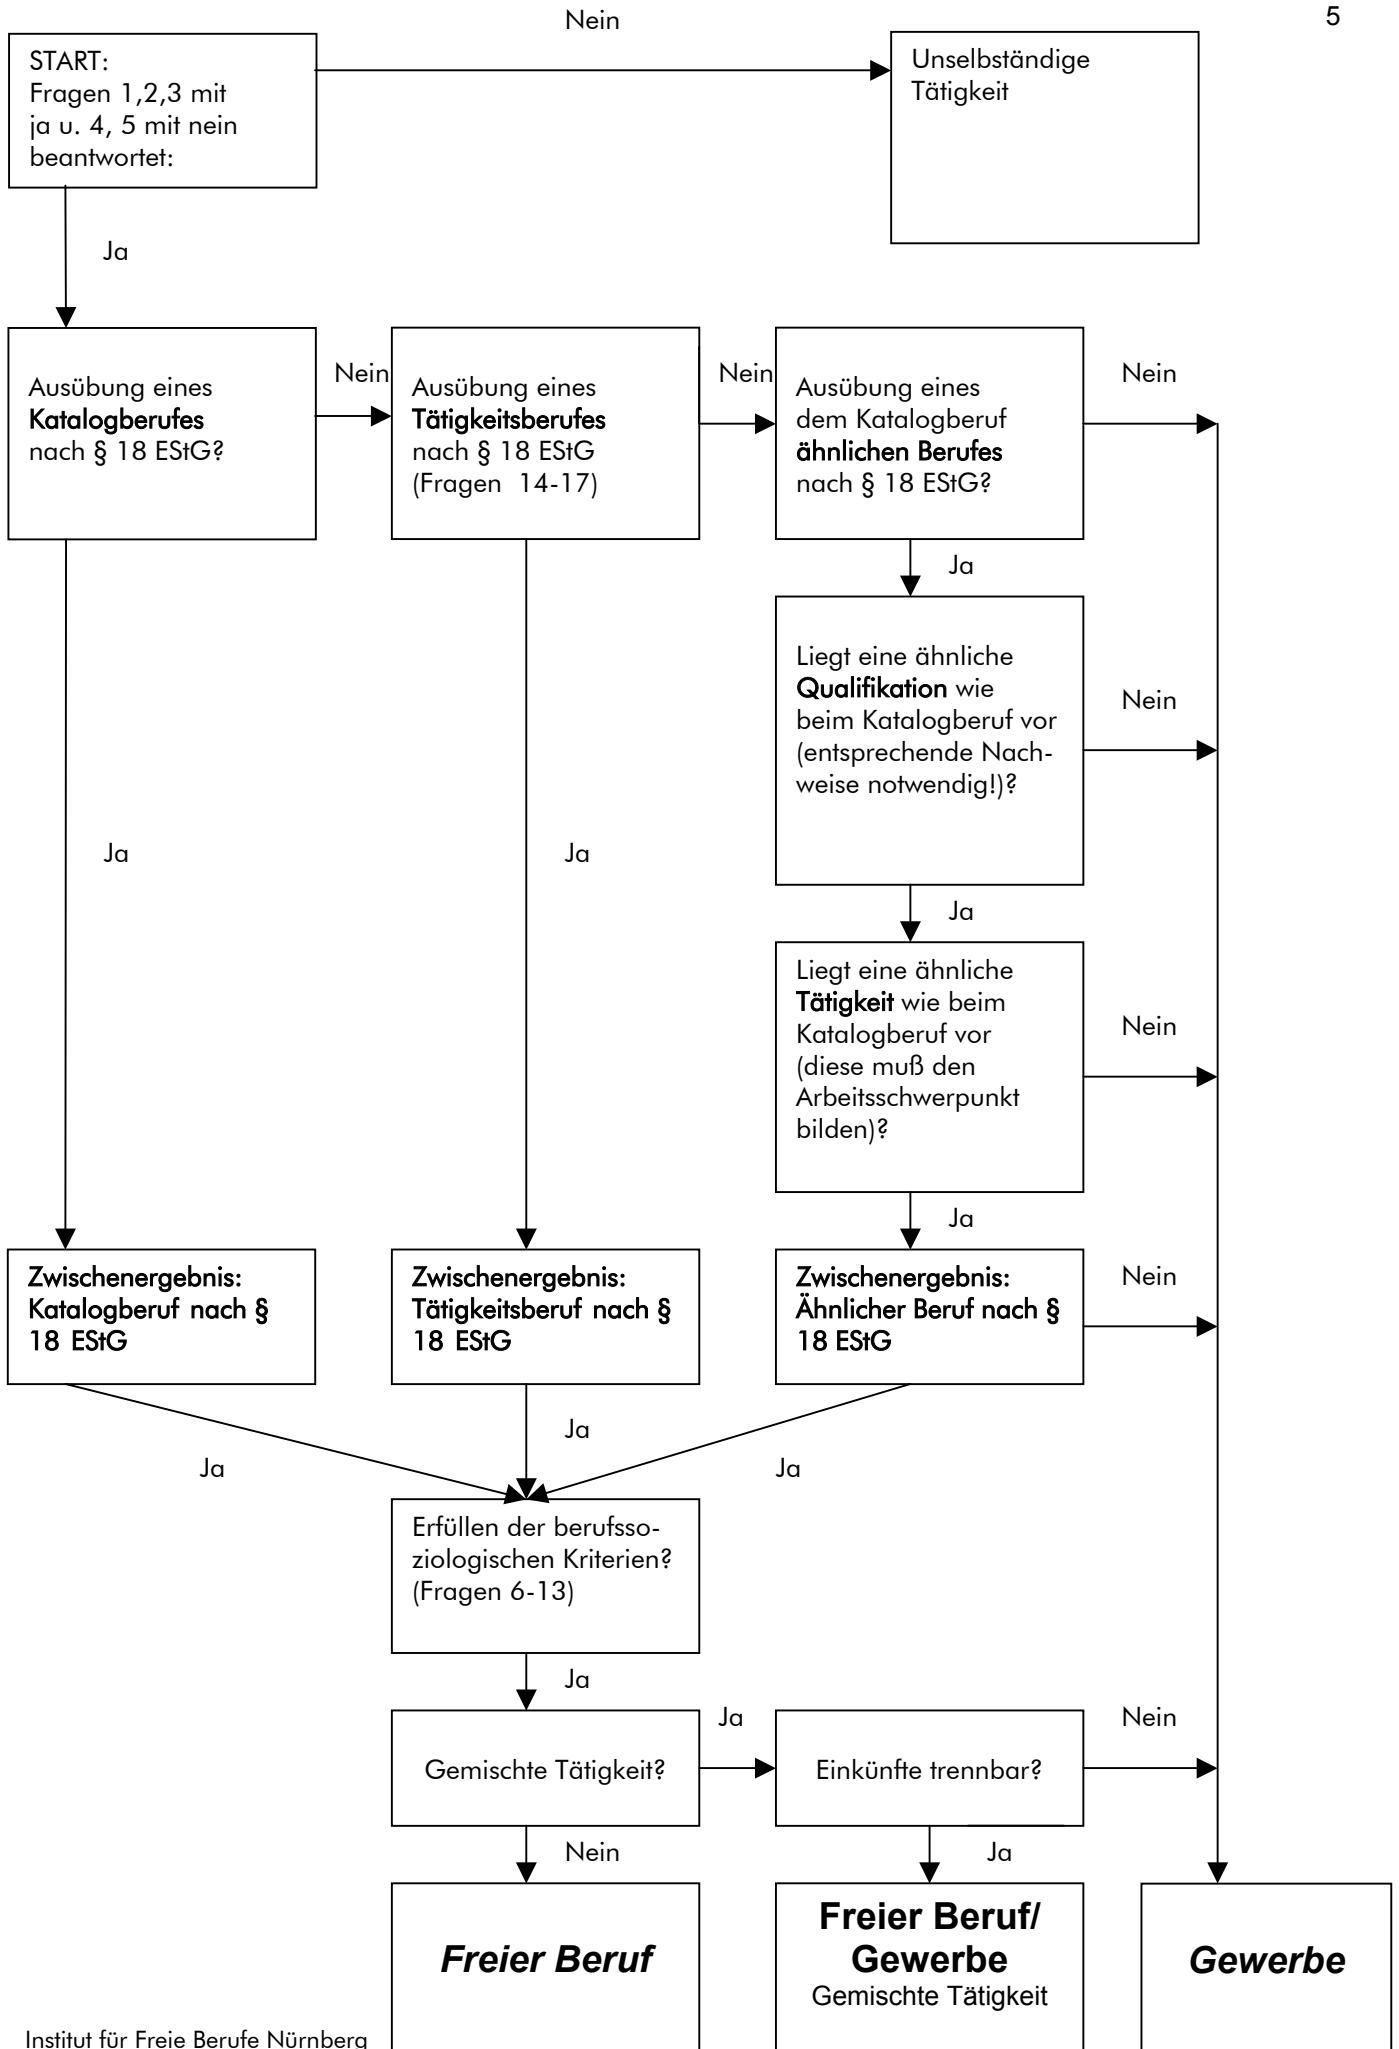 Nein
5
START:
Fragen 1,2,3 mit
ja u. 4, 5 mit nein
beantwortet:
Unselbständige
Tätigkeit
Ja
Ausübung eines
Katalogberufes
nach § 18 EStG?
Nein
Ausübung eines
Tätigkeitsberufes
nach § 18 EStG
(Fragen 14-17)
Nein
Ausübung eines
dem Katalogberuf
ähnlichen Berufes
nach § 18 EStG?
Nein
Ja
Liegt eine ähnliche
Qualifikation wie
beim Katalogberuf vor
(entsprechende Nach-
weise notwendig!)?
Nein
Ja
Ja
Ja
Liegt eine ähnliche
Tätigkeit wie beim
Katalogberuf vor
(diese muß den
Arbeitsschwerpunkt
bilden)?
Nein
Ja
Zwischenergebnis:
Katalogberuf nach §
18 EStG
Zwischenergebnis:
Tätigkeitsberuf nach §
18 EStG
Zwischenergebnis:
Ähnlicher Beruf nach §
18 EStG
Nein
Ja
Ja
Ja
Erfüllen der berufsso-
ziologischen Kriterien?
(Fragen 6-13)
Ja
Gemischte Tätigkeit?
Ja
Einkünfte trennbar?
Nein
Nein
Ja
Freier Beruf
Freier Beruf/
Gewerbe
Gemischte Tätigkeit
Gewerbe
Institut für Freie Berufe Nürnberg